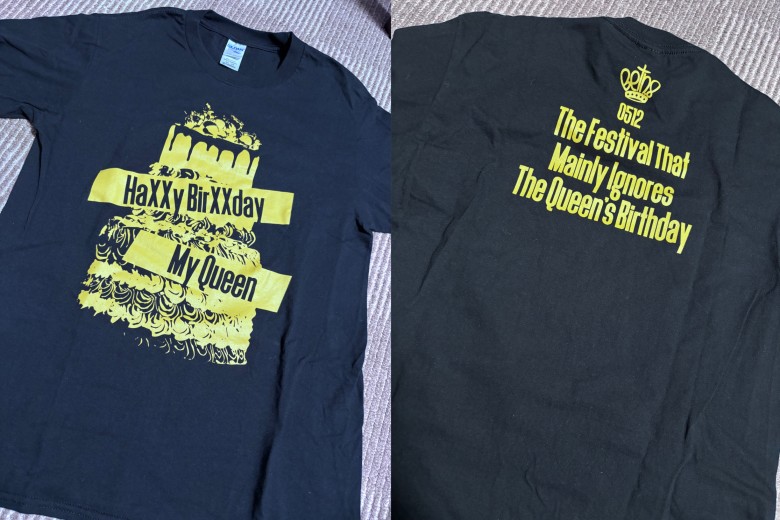 HaXXy BirXXday
My Queen
0512
The Festival That
Mainly Ignores
The Queen's Birthday